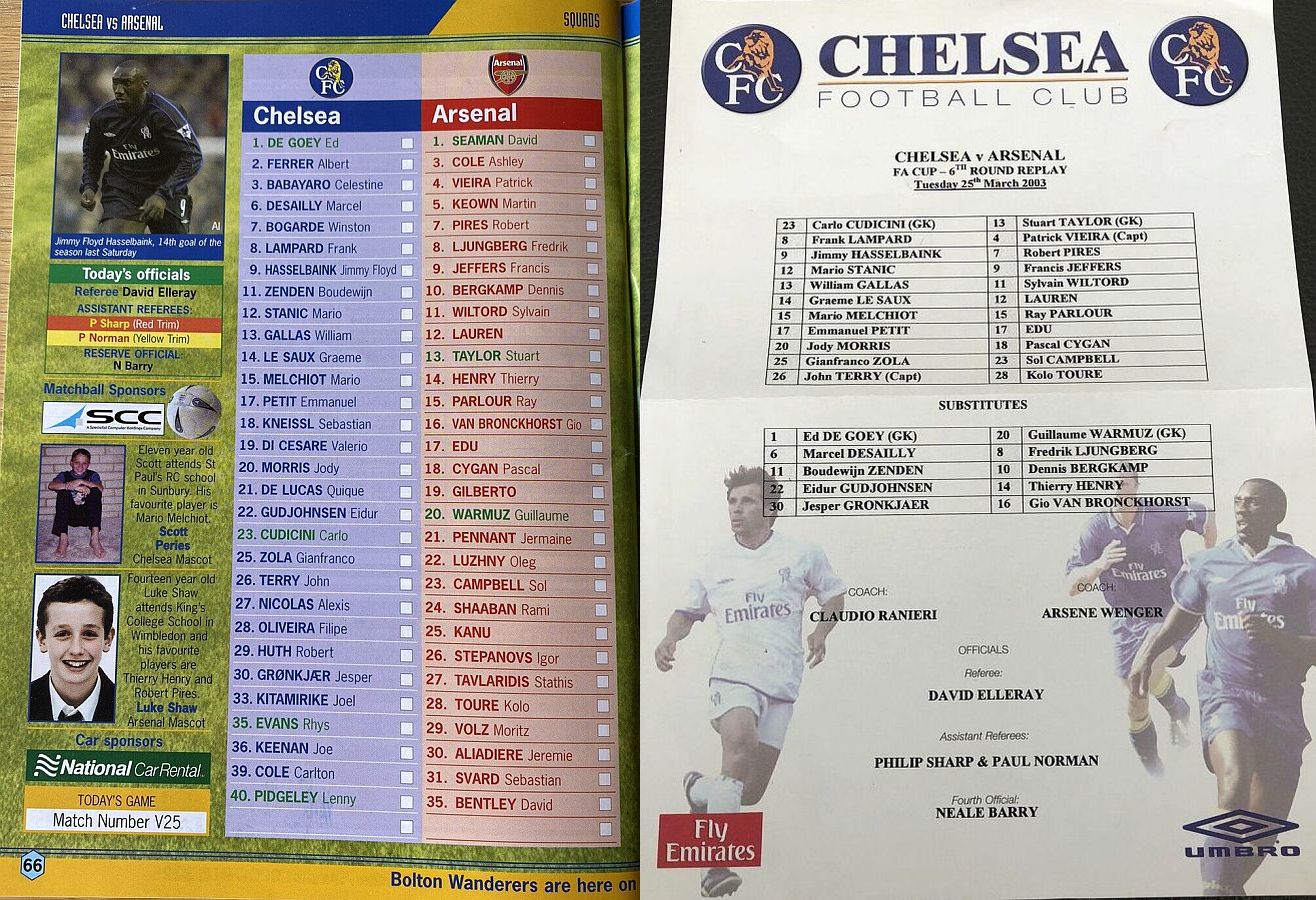 CHELSEA vs ARSENAL
SQUADS
Fly
Emirates
9
AI
Jimmy Floyd Hasselbaink, 14th goal of the
season last Saturday
Today's officials
Referee David Elleray
ASSISTANT REFEREES:
P Sharp (Red Trim)
P Norman (Yellow Trim)
RESERVE OFFICIAL:
N Barry
Matchball Sponsors
SCC
A Specialist Computer Holdings Company
Eleven year old
Scott attends St
Paul's RC school
in Sunbury. His
favourite player is
Mario Melchiot.
Scott
Peries
Chelsea Mascot
Fourteen year old
Luke Shaw
attends King's
College School in
Wimbledon and
his favourite
players are
Thierry Henry and
Robert Pires.
Luke Shaw
Arsenal Mascot
Car sponsors
National Car Rental
TODAY'S GAME
Match Number V25
66
CFC
Chelsea
1. DE GOEY Ed
2. FERRER Albert
3. BABAYARO Celestine
6. DESAILLY Marcel
7. BOGARDE Winston
8. LAMPARD Frank
9. HASSELBAINK Jimmy Floyd
11. ZENDEN Boudewijn
12. STANIC Mario
13. GALLAS William
14. LE SAUX Graeme
15. MELCHIOT Mario
17. PETIT Emmanuel
18. KNEISSL Sebastian
19. DI CESARE Valerio
20. MORRIS Jody
21. DE LUCAS Quique
22. GUDJOHNSEN Eidur
23. CUDICINI Carlo
25. ZOLA Gianfranco
26. TERRY John
27. NICOLAS Alexis
28. OLIVEIRA Filipe
29. HUTH Robert
30. GRØNKJÆR Jesper
33. KITAMIRIKE Joel
35. EVANS Rhys
36. KEENAN Joe
39. COLE Carlton
40. PIDGELEY Lenny
Arsenal
Arsenal
1. SEAMAN David
3. COLE Ashley
4. VIEIRA Patrick
5. KEOWN Martin
7. PIRES Robert
8. LJUNGBERG Fredrik
9. JEFFERS Francis
10. BERGKAMP Dennis
11. WILTORD Sylvain
12. LAUREN
13. TAYLOR Stuart
14. HENRY Thierry
15. PARLOUR Ray
16. VAN BRONCKHORST Gio
17. EDU
18. CYGAN Pascal
19. GILBERTO
20. WARMUZ Guillaume
21. PENNANT Jermaine
22. LUZHNY Oleg
23. CAMPBELL Sol
24. SHAABAN Rami
25. KANU
26. STEPANOVS Igor
27. TAVLARIDIS Stathis
28. TOURE Kolo
29. VOLZ Moritz
30. ALIADIERE Jeremie
31. SVARD Sebastian
35. BENTLEY David
Bolton Wanderers are here on
CFC
CHELSEA
FOOTBALL CLUB
CFC
CHELSEA v ARSENAL
FA CUP – 6TH ROUND REPLAY
Tuesday 25th March 2003
23 Carlo CUDICINI (GK) 13 Stuart TAYLOR (GK)
8 Frank LAMPARD 4 Patrick VIEIRA (Capt)
9 Jimmy HASSELBAINK 7 Robert PIRES
12 Mario STANIC 9 Francis JEFFERS
13 William GALLAS 11 Sylvain WILTORD
14 Graeme LE SAUX 12 LAUREN
15 Mario MELCHIOT 15 Ray PARLOUR
17 Emmanuel PETIT 17 EDU
20 Jody MORRIS 18 Pascal CYGAN
25 Gianfranco ZOLA 23 Sol CAMPBELL
26 John TERRY (Capt) 28 Kolo TOURE
SUBSTITUTES
1 Ed DE GOEY (GK) 20 Guillaume WARMUZ (GK)
6 Marcel DESAILLY 8 Fredrik LJUNGBERG
11 Boudewijn ZENDEN 10 Dennis BERGKAMP
22 Eidur GUDJOHNSEN 14 Thierry HENRY
30 Jesper GRONKJAER 16 Gio VAN BRONCKHORST
COACH: COACH:
CLAUDIO RANIERI ARSENE WENGER
OFFICIALS
Referee:
DAVID ELLERAY
Assistant Referees:
PHILIP SHARP & PAUL NORMAN
Fourth Official:
NEALE BARRY
Fly
Emirates
Fly
Emirates
Fly
Emirates
Fly
Emirates
UMBRO